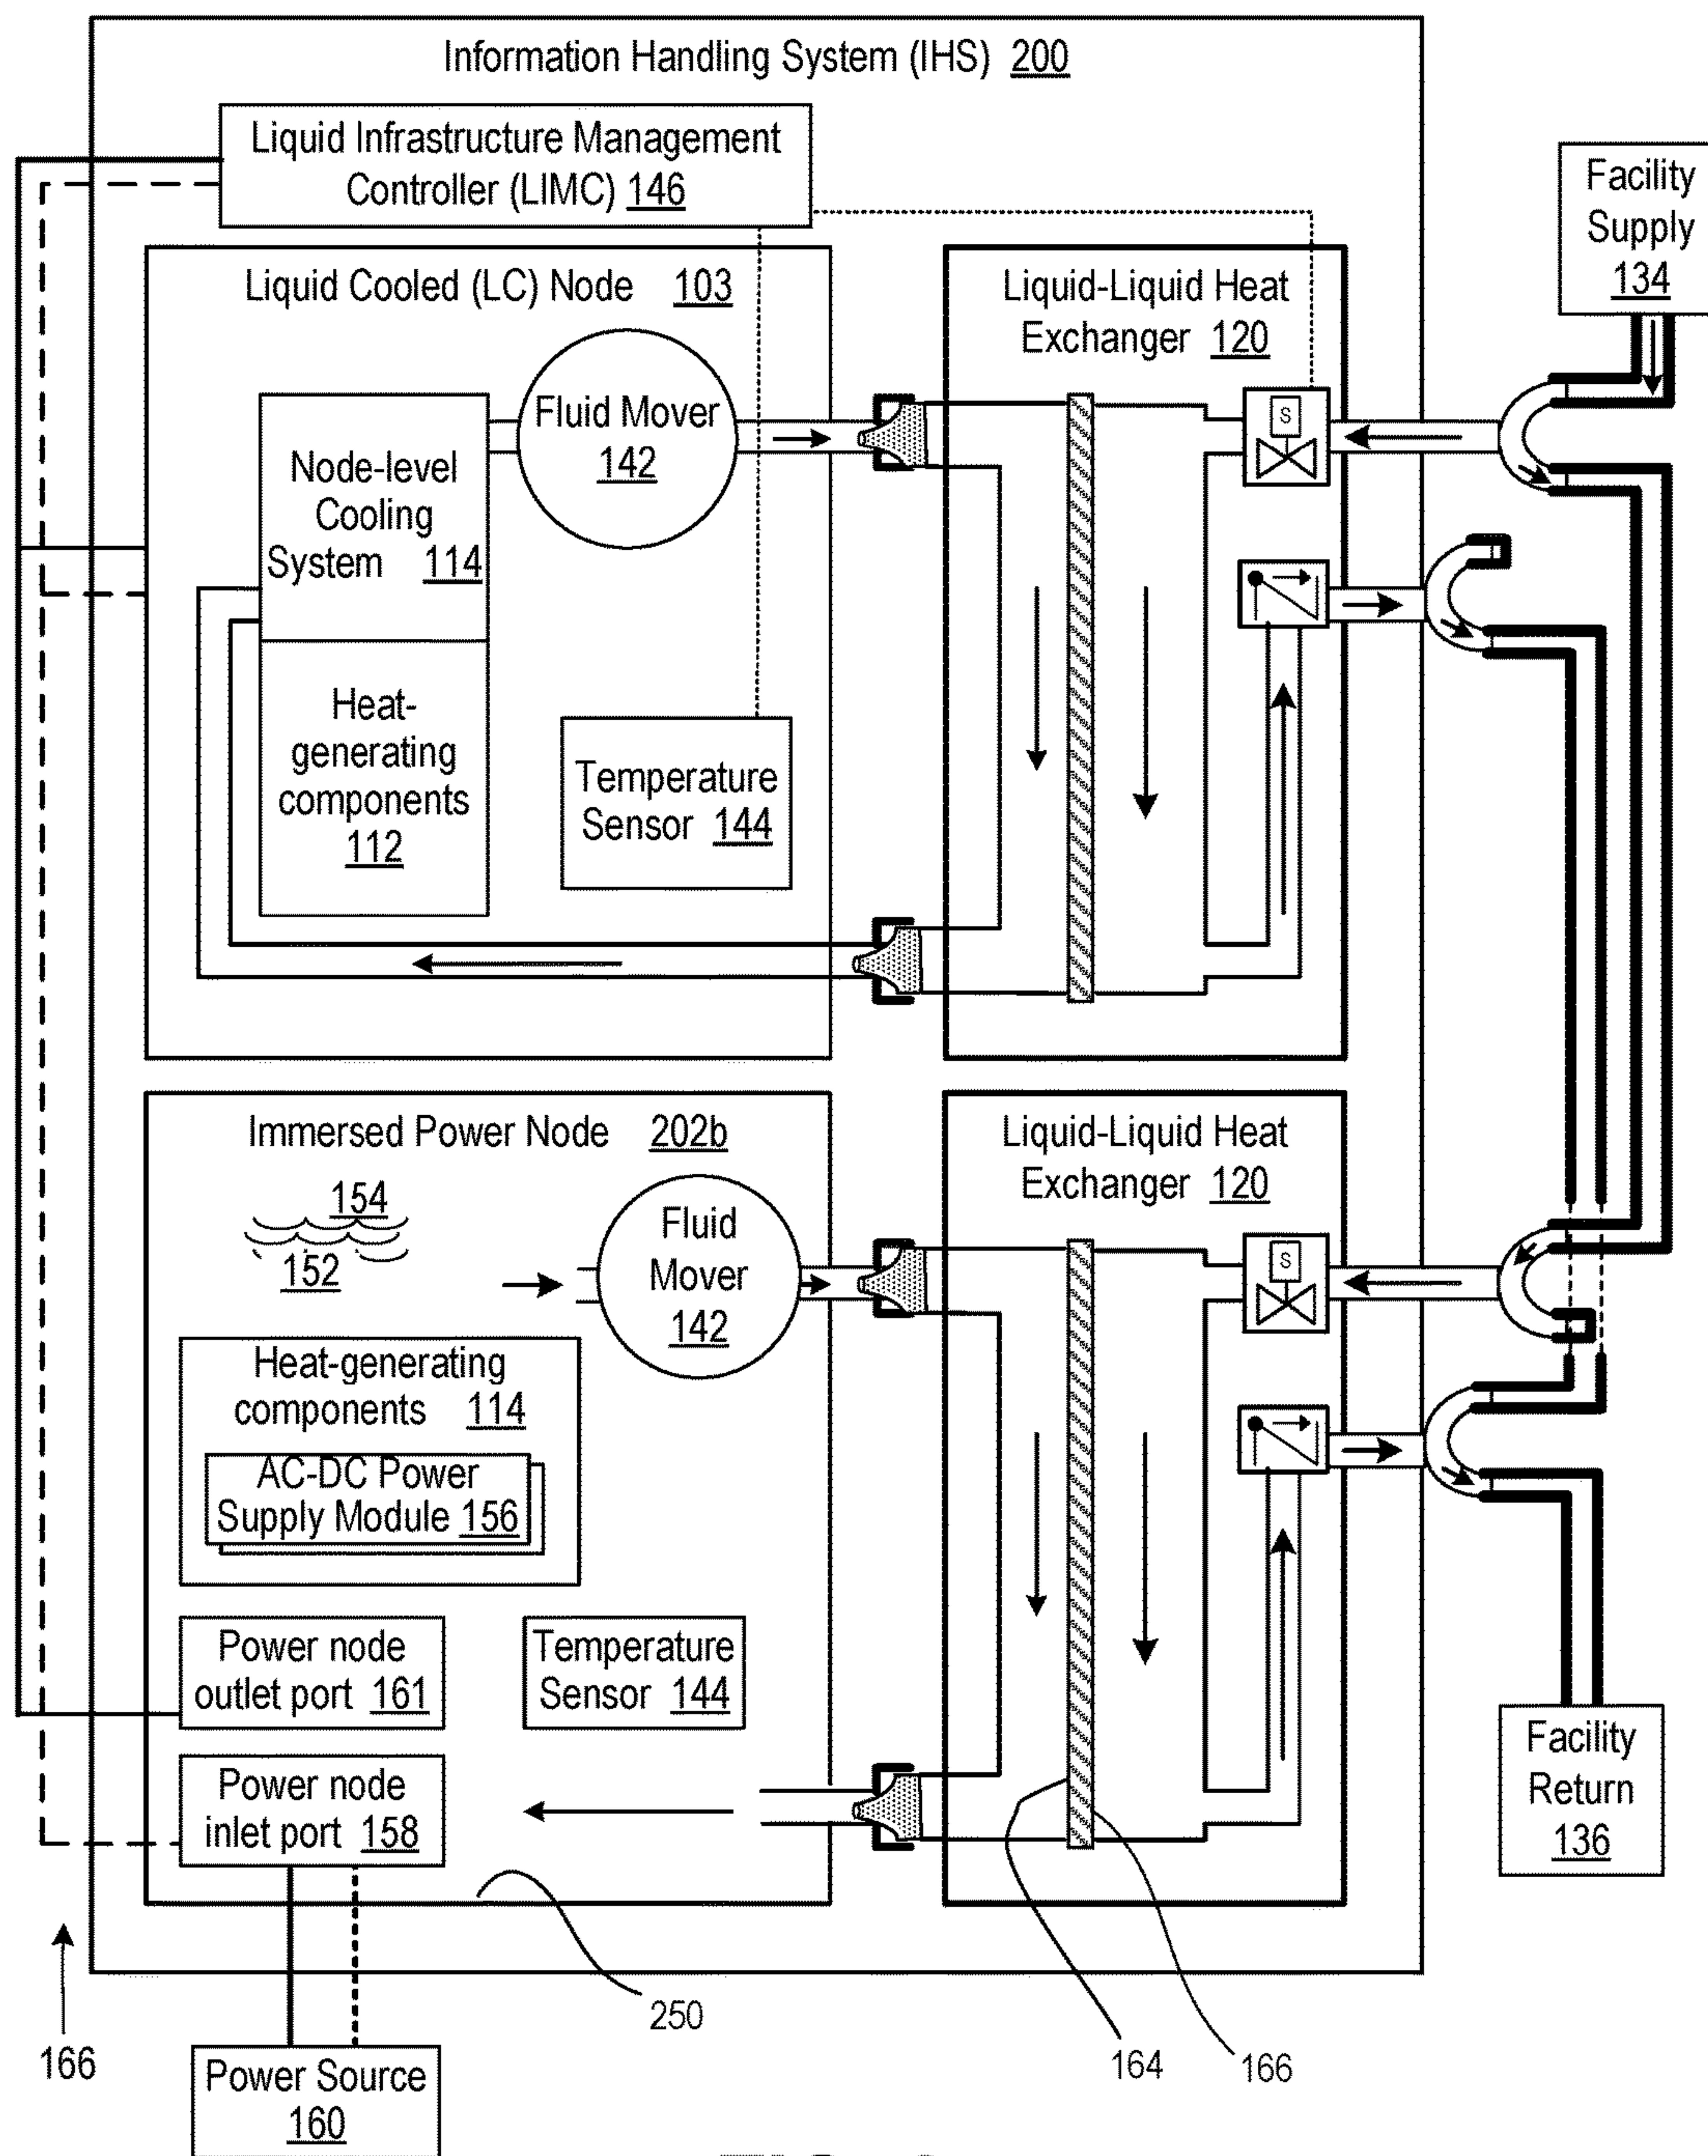 Information Handling System (IHS) 200
Liquid Infrastructure Management
Controller (LIMC) 146
Facility
Supply
134
Liquid Cooled (LC) Node 103
Liquid-Liquid Heat
Exchanger 120
Fluid Mover
142
S
Node-level
Cooling
System 114
Heat-
generating
components
112
Temperature
Sensor 144
Immersed Power Node 202b
Liquid-Liquid Heat
Exchanger 120
154
152
Fluid
Mover
142
S
Heat-generating
components 114
AC-DC Power
Supply Module 156
Power node
outlet port 161
Temperature
Sensor 144
Power node
inlet port 158
Facility
Return
136
250
166
164
166
Power Source
160